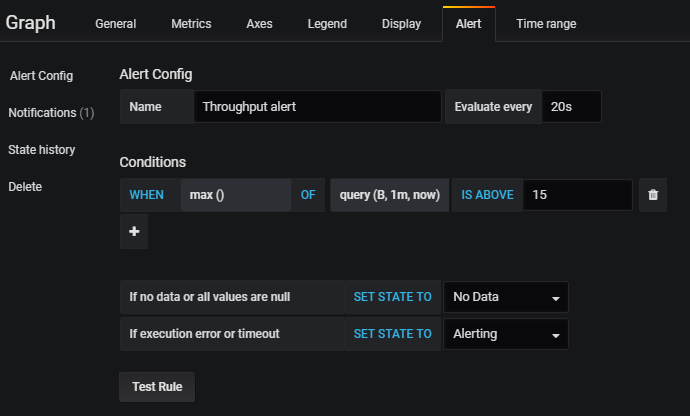 Graph General Metrics Axes Legend Display Alert Time range
Alert Config
Notifications (1)
State history
Delete
Alert Config
Name Throughput alert Evaluate every 20s
Conditions
WHEN max () OF query (B, 1m, now) IS ABOVE 15
If no data or all values are null SET STATE TO No Data
If execution error or timeout SET STATE TO Alerting
Test Rule